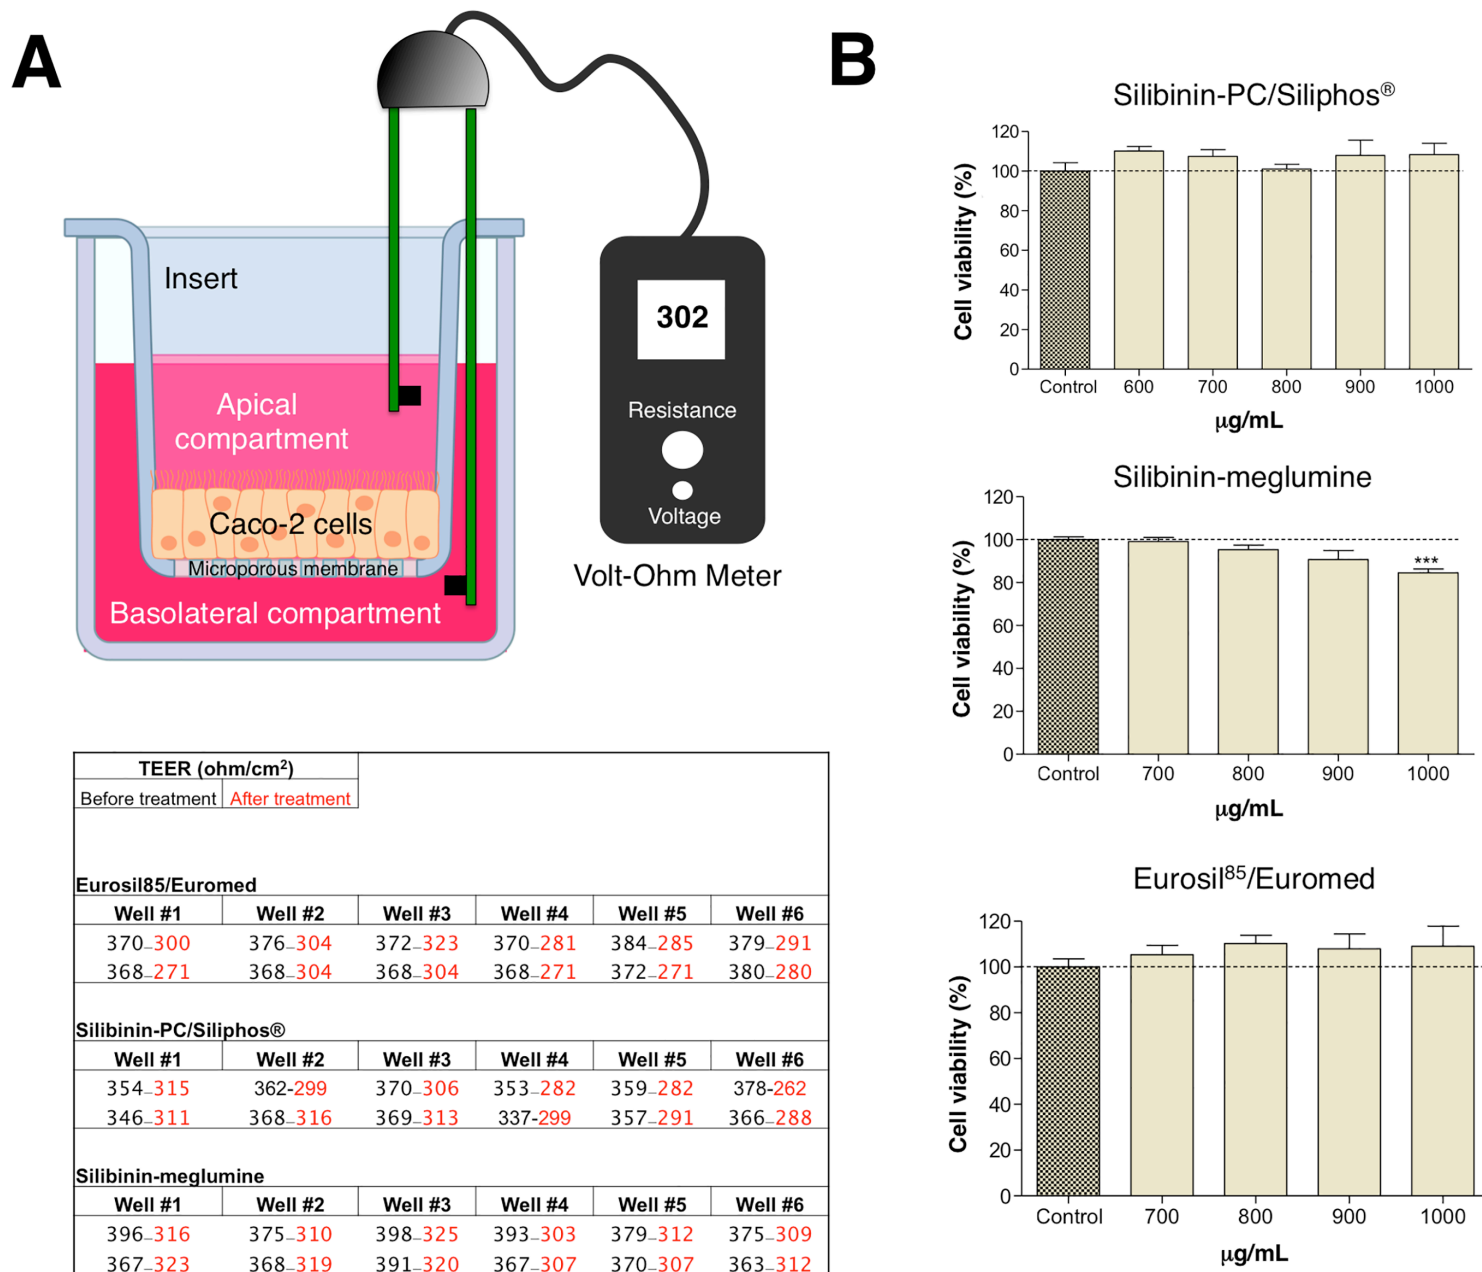 A
Insert
Apical
compartment
Caco-2 cells
Microporous membrane
Basolateral compartment
302
Resistance
Voltage
Volt-Ohm Meter
TEER (ohm/cm²)
Before treatment After treatment
Eurosil85/Euromed
Well #1 Well #2 Well #3 Well #4 Well #5 Well #6
370–300 376–304 372–323 370–281 384–285 379–291
368–271 368–304 368–304 368–271 372–271 380–280
Silibinin-PC/Siliphos®
Well #1 Well #2 Well #3 Well #4 Well #5 Well #6
354–315 362-299 370–306 353–282 359–282 378-262
346–311 368–316 369–313 337-299 357–291 366–288
Silibinin-meglumine
Well #1 Well #2 Well #3 Well #4 Well #5 Well #6
396–316 375–310 398–325 393–303 379–312 375–309
367–323 368–319 391–320 367–307 370–307 363–312
B
Silibinin-PC/Siliphos®
Cell viability (%)
120
100
80
60
40
20
0
Control 600 700 800 900 1000
µg/mL
Silibinin-meglumine
Cell viability (%)
120
100
80
60
40
20
0
***
Control 700 800 900 1000
µg/mL
Eurosil⁸⁵/Euromed
Cell viability (%)
120
100
80
60
40
20
0
Control 700 800 900 1000
µg/mL